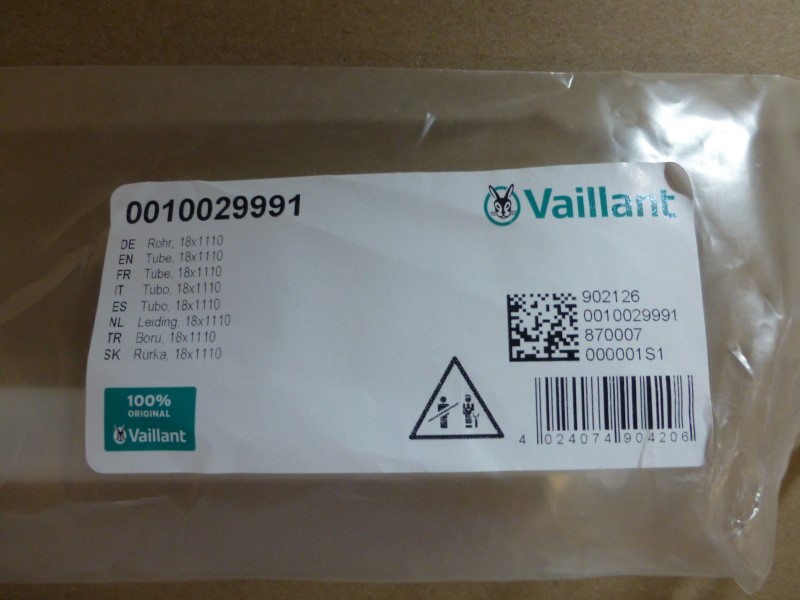 0010029991
Vaillant
DE Rohr, 18x1110
EN Tube, 18x1110
FR Tube, 18x1110
IT Tubo, 18x1110
ES Tubo, 18x1110
NL Leiding, 18x1110
TR Boru, 18x1110
SK Rurka, 18x1110
902126
0010029991
870007
000001S1
100%
ORIGINAL
Vaillant
4 024074 904206